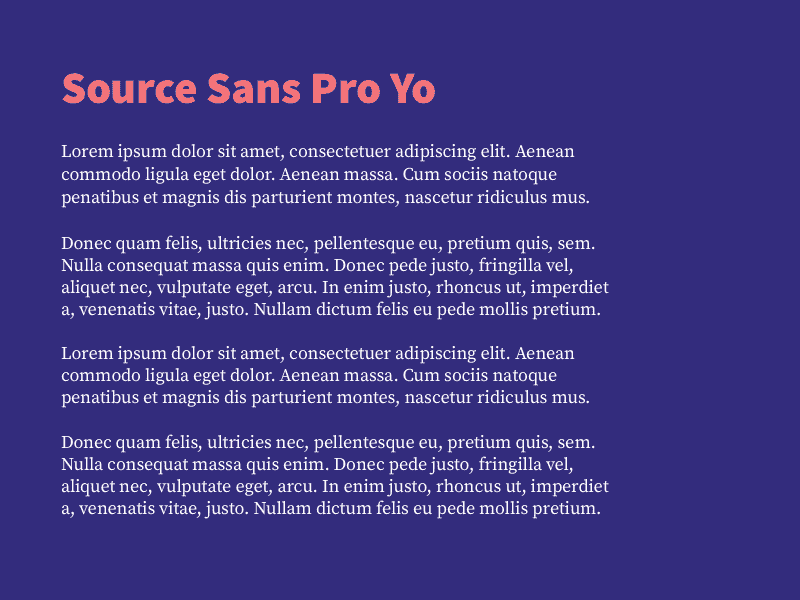 Source Sans Pro Yo
Lorem ipsum dolor sit amet, consectetuer adipiscing elit. Aenean
commodo ligula eget dolor. Aenean massa. Cum sociis natoque
penatibus et magnis dis parturient montes, nascetur ridiculus mus.
Donec quam felis, ultricies nec, pellentesque eu, pretium quis, sem.
Nulla consequat massa quis enim. Donec pede justo, fringilla vel,
aliquet nec, vulputate eget, arcu. In enim justo, rhoncus ut, imperdiet
a, venenatis vitae, justo. Nullam dictum felis eu pede mollis pretium.
Lorem ipsum dolor sit amet, consectetuer adipiscing elit. Aenean
commodo ligula eget dolor. Aenean massa. Cum sociis natoque
penatibus et magnis dis parturient montes, nascetur ridiculus mus.
Donec quam felis, ultricies nec, pellentesque eu, pretium quis, sem.
Nulla consequat massa quis enim. Donec pede justo, fringilla vel,
aliquet nec, vulputate eget, arcu. In enim justo, rhoncus ut, imperdiet
a, venenatis vitae, justo. Nullam dictum felis eu pede mollis pretium.